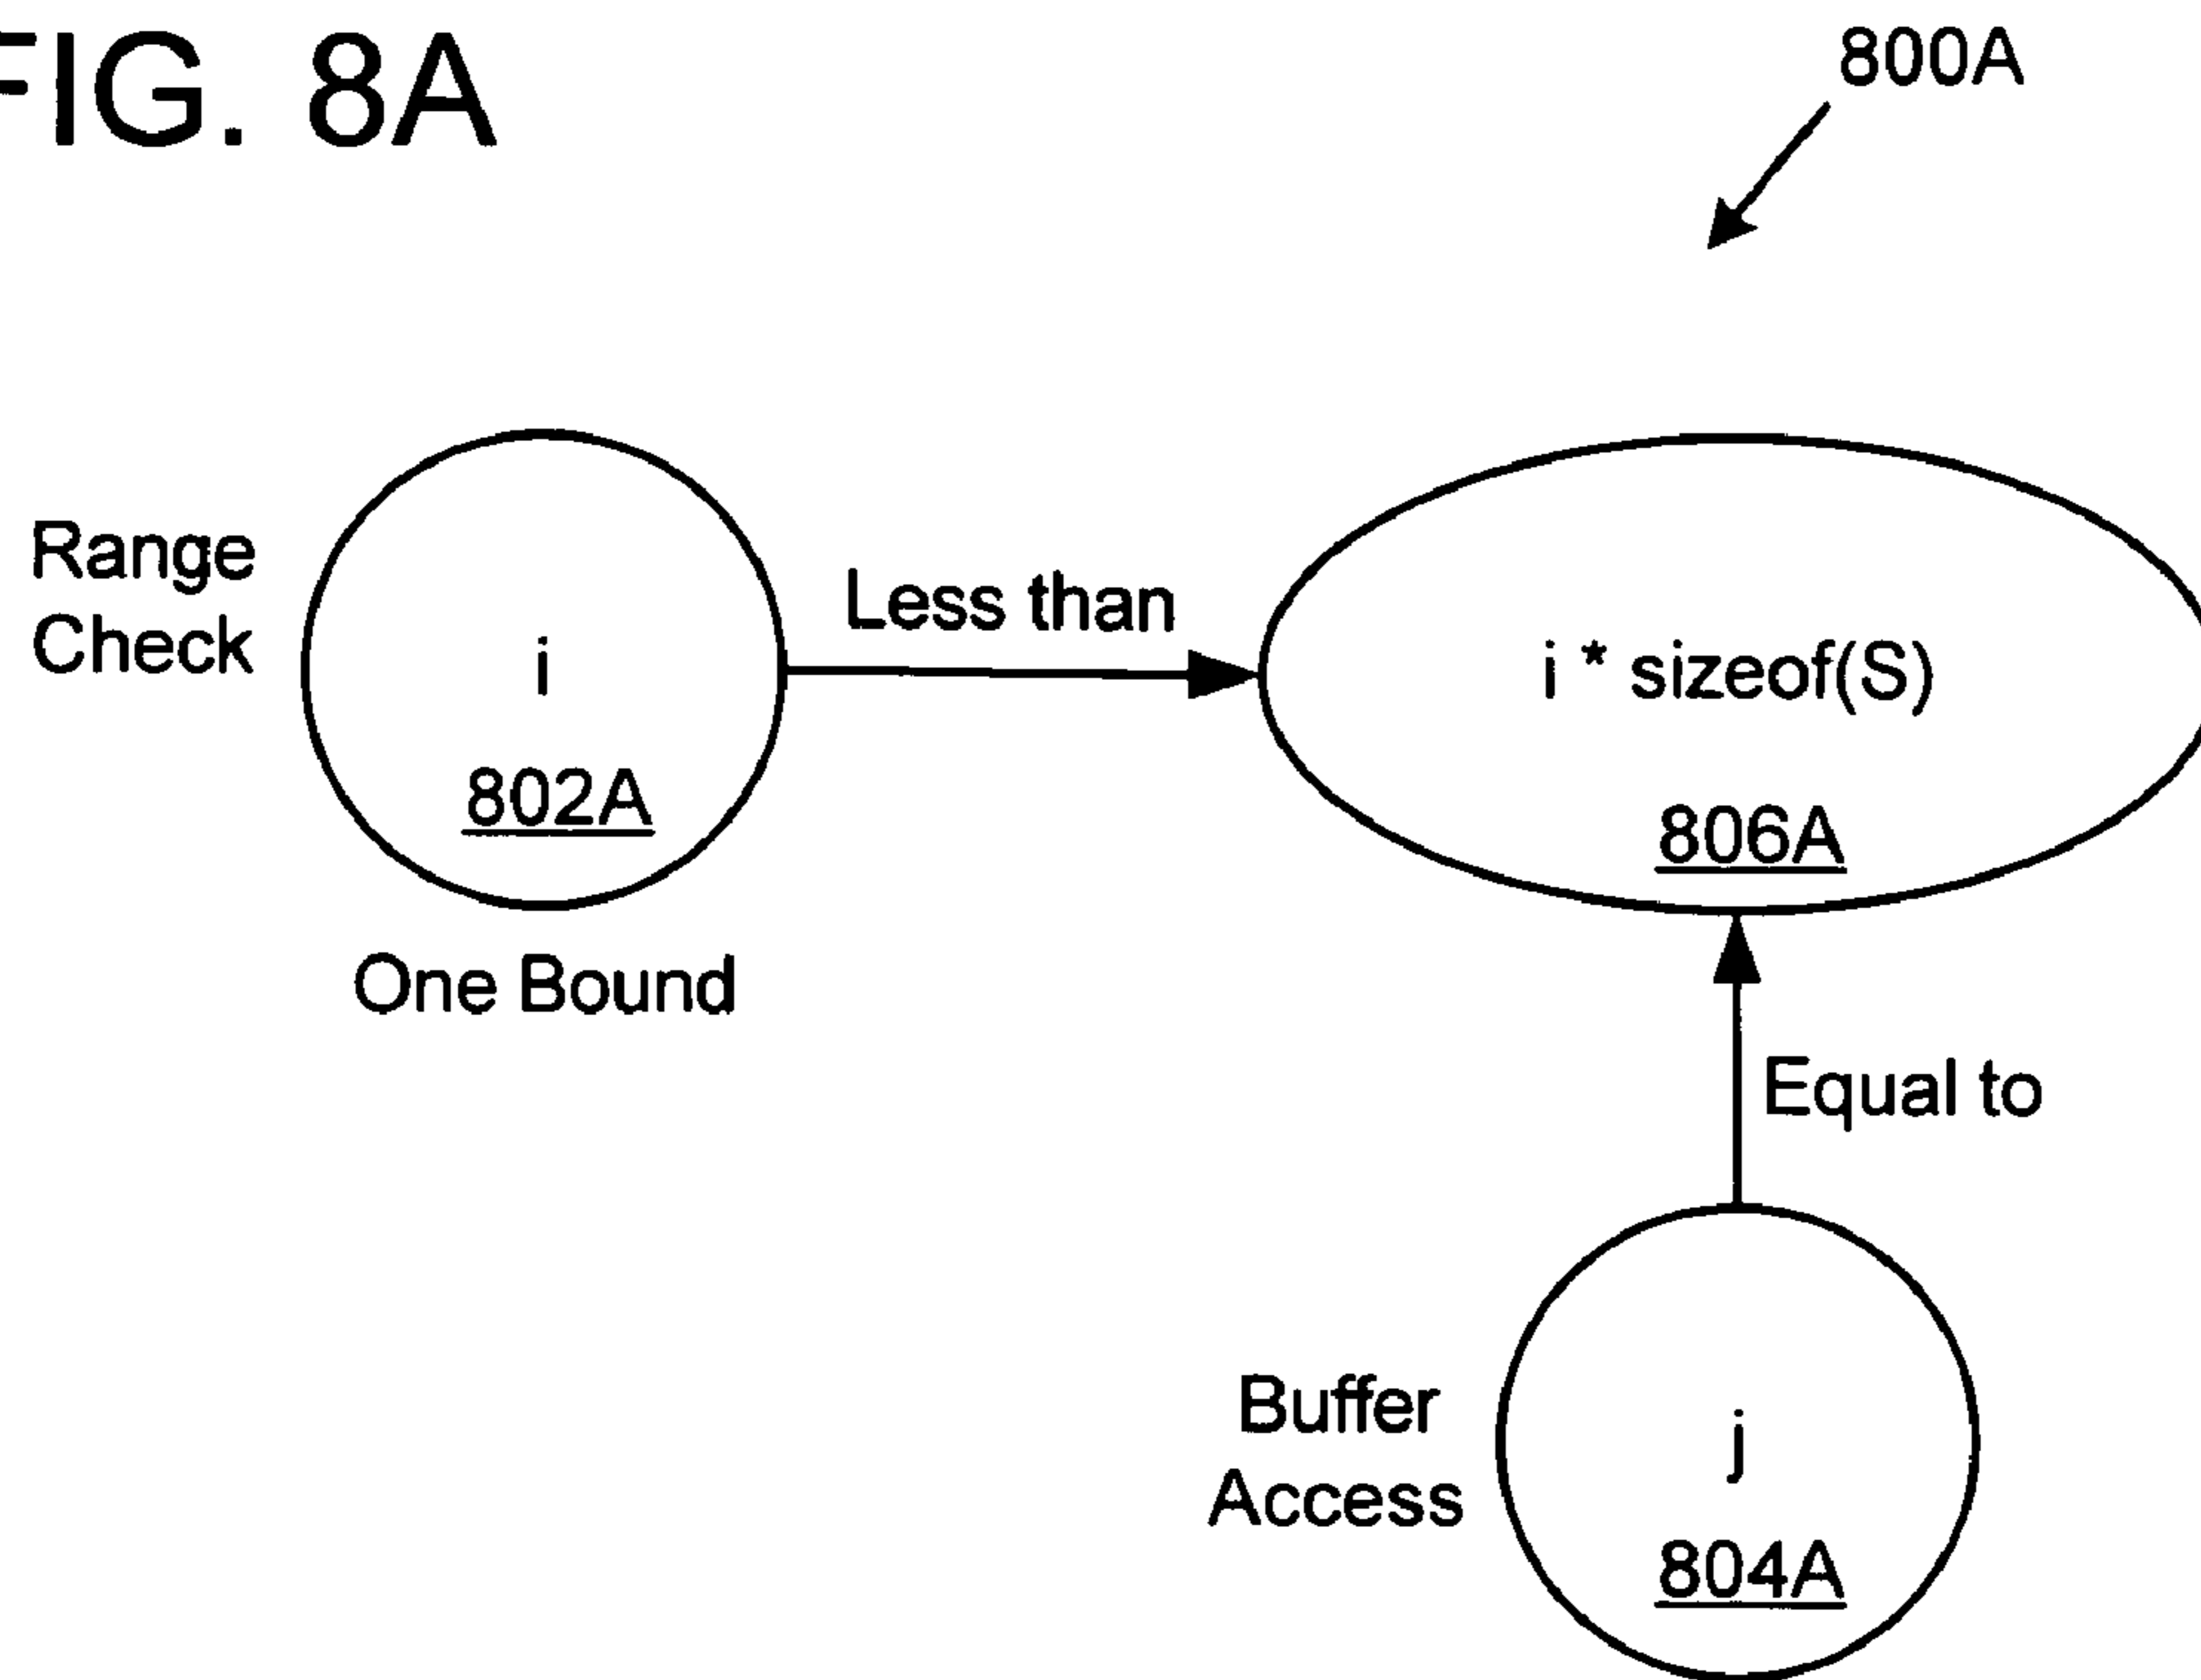 FIG. 8A
800A
Range
Check
i
802A
One Bound
Less than
i * sizeof(S)
806A
Equal to
Buffer
Access
j
804A